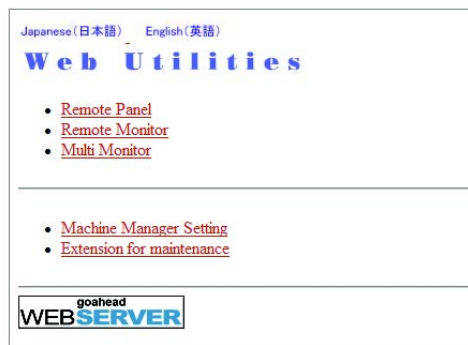 Japanese(日本語) English(英語)
Web Utilities
Remote Panel
Remote Monitor
Multi Monitor
Machine Manager Setting
Extension for maintenance
goahead
WEBSERVER